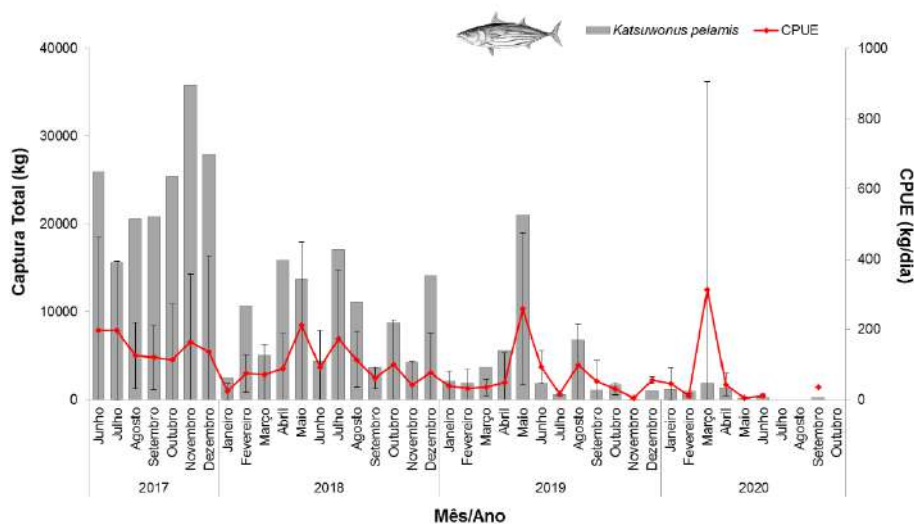 Katsuwonus pelamis CPUE
40000
30000
20000
10000
0
Captura Total (kg)
1000
800
600
400
200
0
CPUE (kg/dia)
Junho
Julho
Agosto
Setembro
Outubro
Novembro
Dezembro
Janeiro
Fevereiro
Março
Abril
Maio
Junho
Julho
Agosto
Setembro
Outubro
Novembro
Dezembro
Janeiro
Fevereiro
Março
Abril
Maio
Junho
Julho
Agosto
Setembro
Outubro
Novembro
Dezembro
Janeiro
Fevereiro
Março
Abril
Maio
Junho
Julho
Agosto
Setembro
Outubro
2017 2018 2019 2020
Mês/Ano